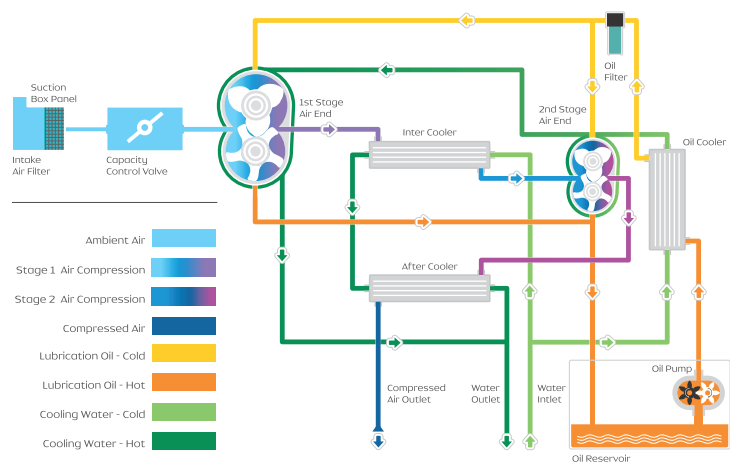 Oil
Filter
Suction
Box Panel
1st Stage
Air End
2nd Stage
Air End
Inter Cooler
Oil Cooler
Intake
Air Filter
Capacity
Control Valve
Ambient Air
Stage 1 Air Compression
Stage 2 Air Compression
Compressed Air
Lubrication Oil - Cold
Lubrication Oil - Hot
Cooling Water - Cold
Cooling Water - Hot
After Cooler
Compressed
Air Outlet
Water
Outlet
Water
Inlet
Oil Pump
Oil Reservoir